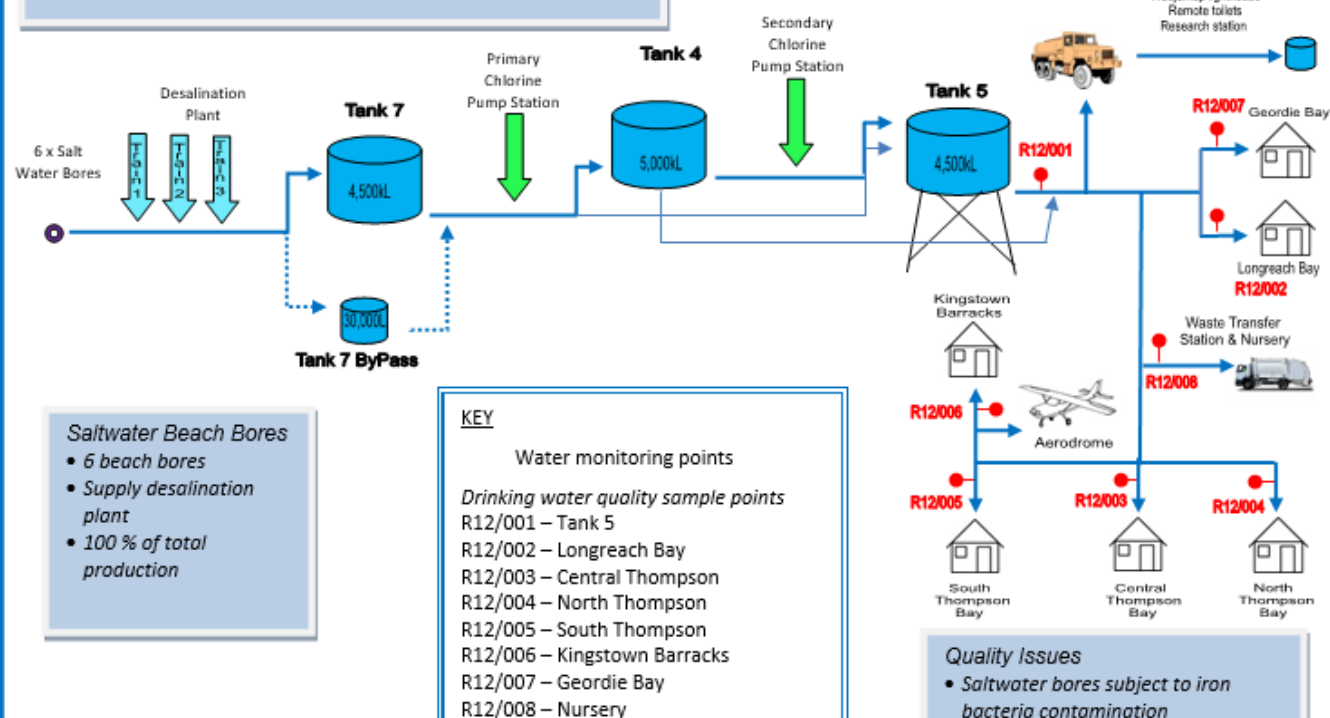 Remote toilets
Research station
Secondary
Chlorine
Pump Station
Tank 4
Primary
Chlorine
Pump Station
Desalination
Plant
Tank 7
Tank 5
R12/007
Geordie Bay
6 x Salt
Water Bores
Train 1
Train 2
Train 3
4,500kL
5,000kL
4,500kL
R12/001
Longreach Bay
R12/002
30,000L
Tank 7 ByPass
Kingstown
Barracks
Waste Transfer
Station & Nursery
R12/008
R12/006
Aerodrome
R12/005
R12/003
R12/004
South
Thompson
Bay
Central
Thompson
Bay
North
Thompson
Bay
Saltwater Beach Bores
• 6 beach bores
• Supply desalination
plant
• 100 % of total
production
KEY
Water monitoring points
Drinking water quality sample points
R12/001 – Tank 5
R12/002 – Longreach Bay
R12/003 – Central Thompson
R12/004 – North Thompson
R12/005 – South Thompson
R12/006 – Kingstown Barracks
R12/007 – Geordie Bay
R12/008 – Nursery
Quality Issues
• Saltwater bores subject to iron
bacteria contamination